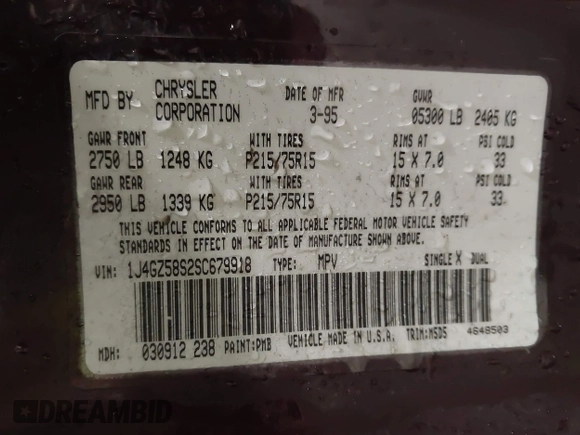 MFD BY CHRYSLER CORPORATION DATE OF MFR 3-95 GVWR 05300 LB 2405 KG
GAWR FRONT WITH TIRES RIMS AT PSI COLD
2750 LB 1248 KG P215/75R15 15 X 7.0 33
GAWR REAR WITH TIRES RIMS AT PSI COLD
2950 LB 1339 KG P215/75R15 15 X 7.0 33
THIS VEHICLE CONFORMS TO ALL APPLICABLE FEDERAL MOTOR VEHICLE SAFETY
STANDARDS IN EFFECT ON THE DATE OF MANUFACTURE SHOWN ABOVE.
VIN: 1J4GZ58S2SC679918 TYPE: MPV SINGLE X DUAL
MDH: 030912 238 PAINT:PMB VEHICLE MADE IN U.S.A. TRIM:M5D5 4648503
DREAMBID